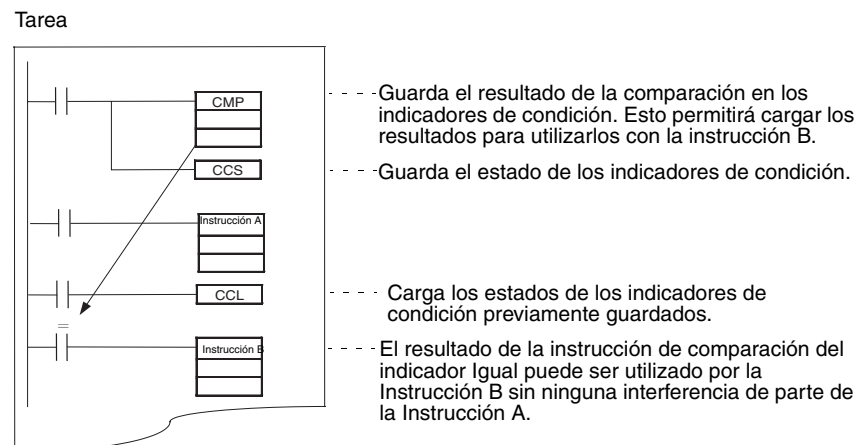 Tarea
CMP
Guarda el resultado de la comparación en los
indicadores de condición. Esto permitirá cargar los
resultados para utilizarlos con la instrucción B.
CCS
Guarda el estado de los indicadores de condición.
Instrucción A
CCL
Carga los estados de los indicadores de
condición previamente guardados.
=
Instrucción B
El resultado de la instrucción de comparación del
indicador Igual puede ser utilizado por la
Instrucción B sin ninguna interferencia de parte de
la Instrucción A.